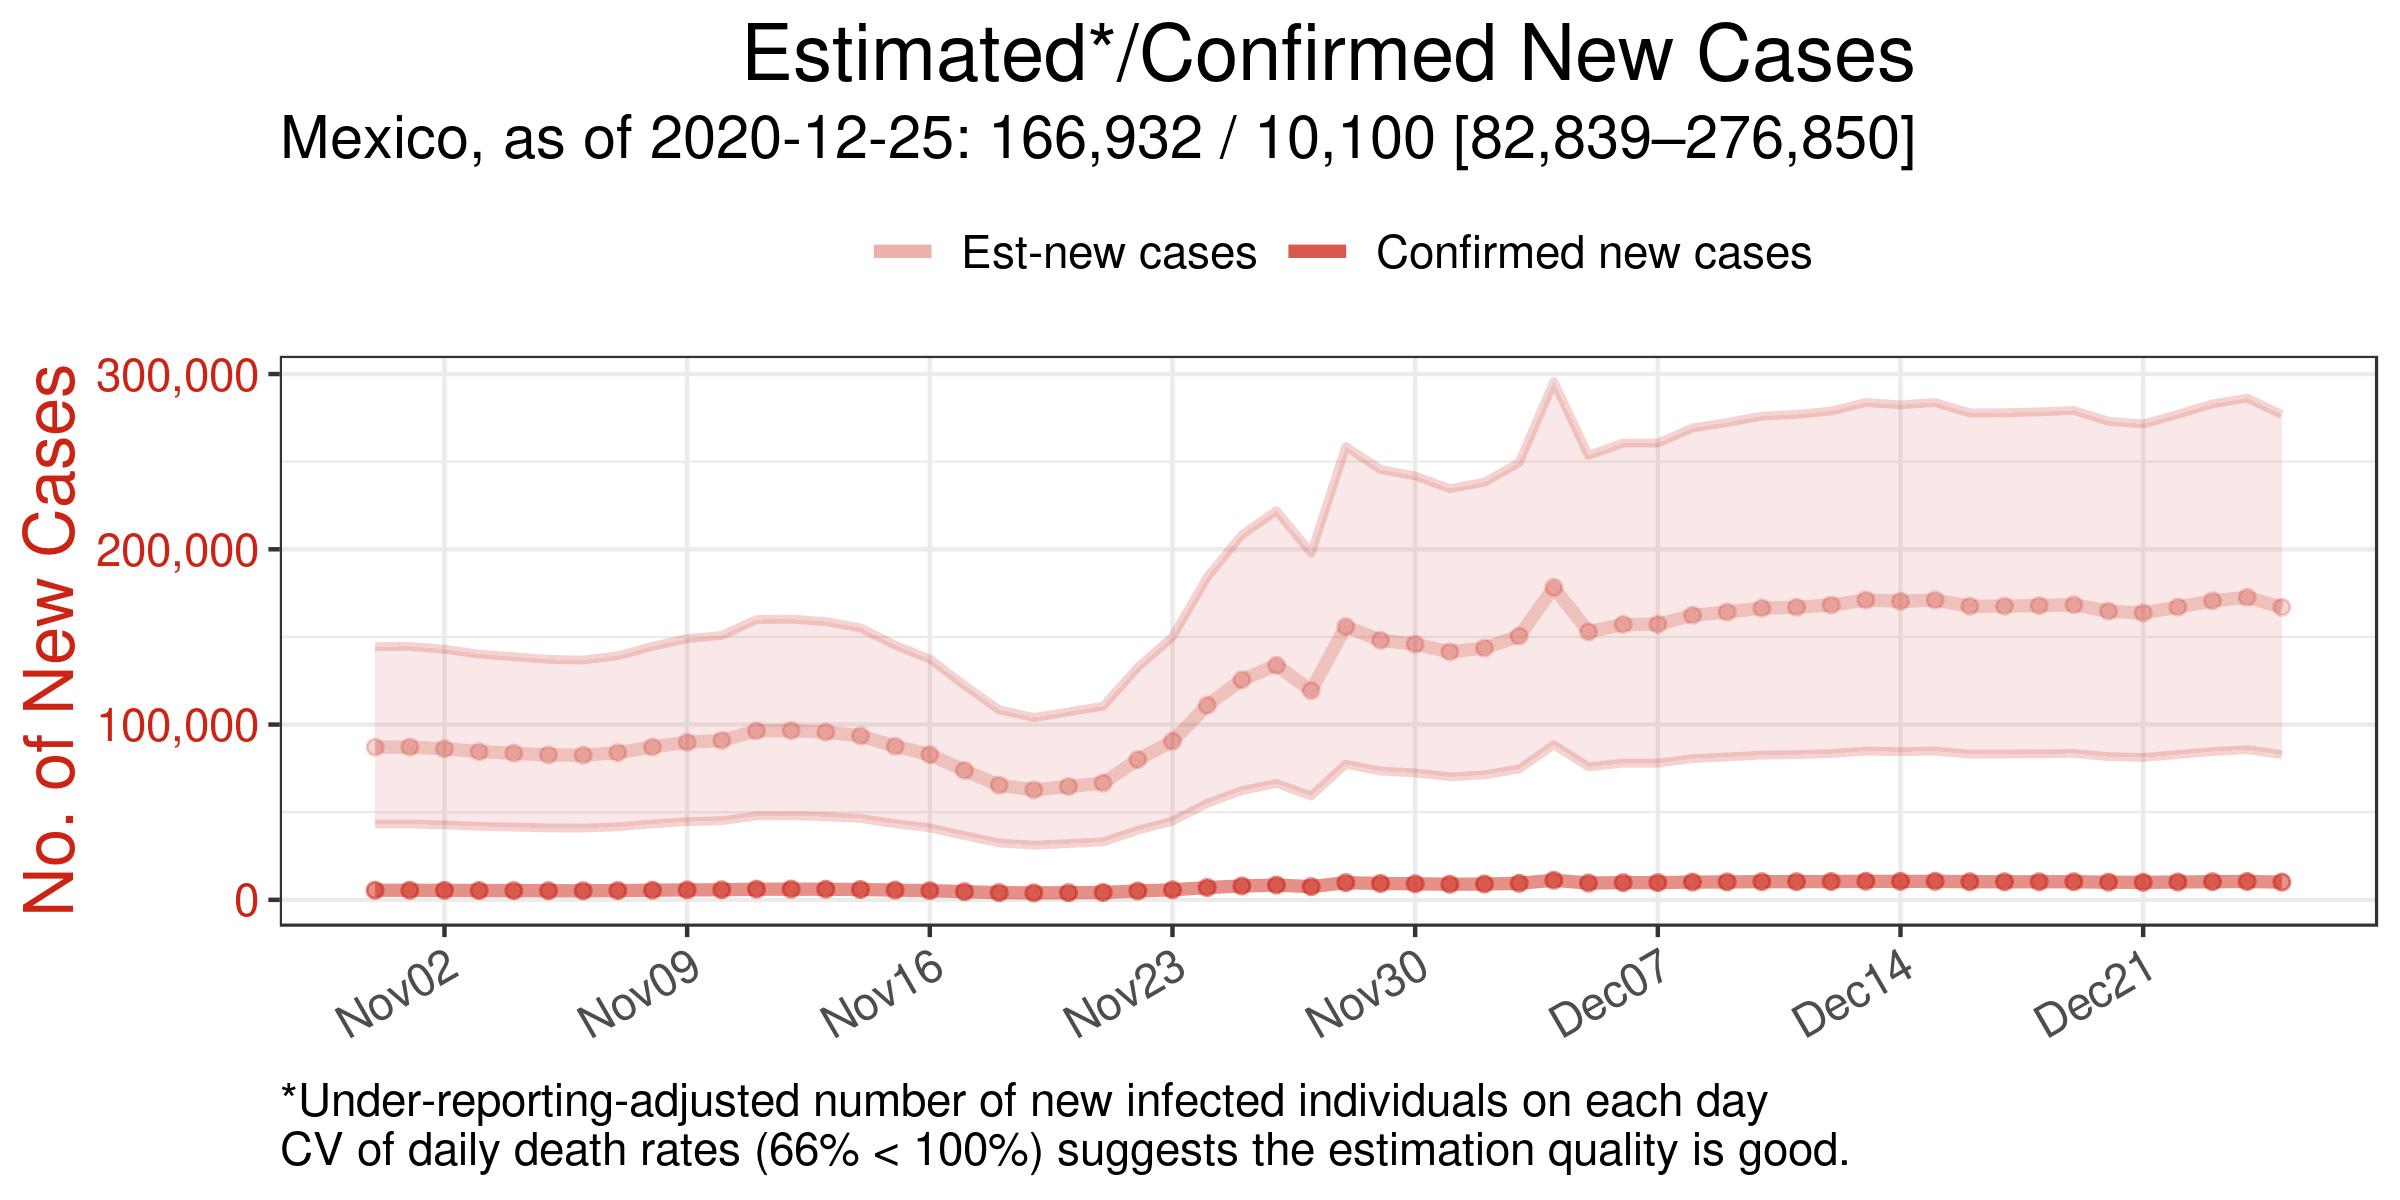 Estimated*/Confirmed New Cases
Mexico, as of 2020-12-25: 166,932 / 10,100 [82,839–276,850]
Est-new cases Confirmed new cases
No. of New Cases
300,000
200,000
100,000
0
Nov02 Nov09 Nov16 Nov23 Nov30 Dec07 Dec14 Dec21
*Under-reporting-adjusted number of new infected individuals on each day
CV of daily death rates (66% < 100%) suggests the estimation quality is good.